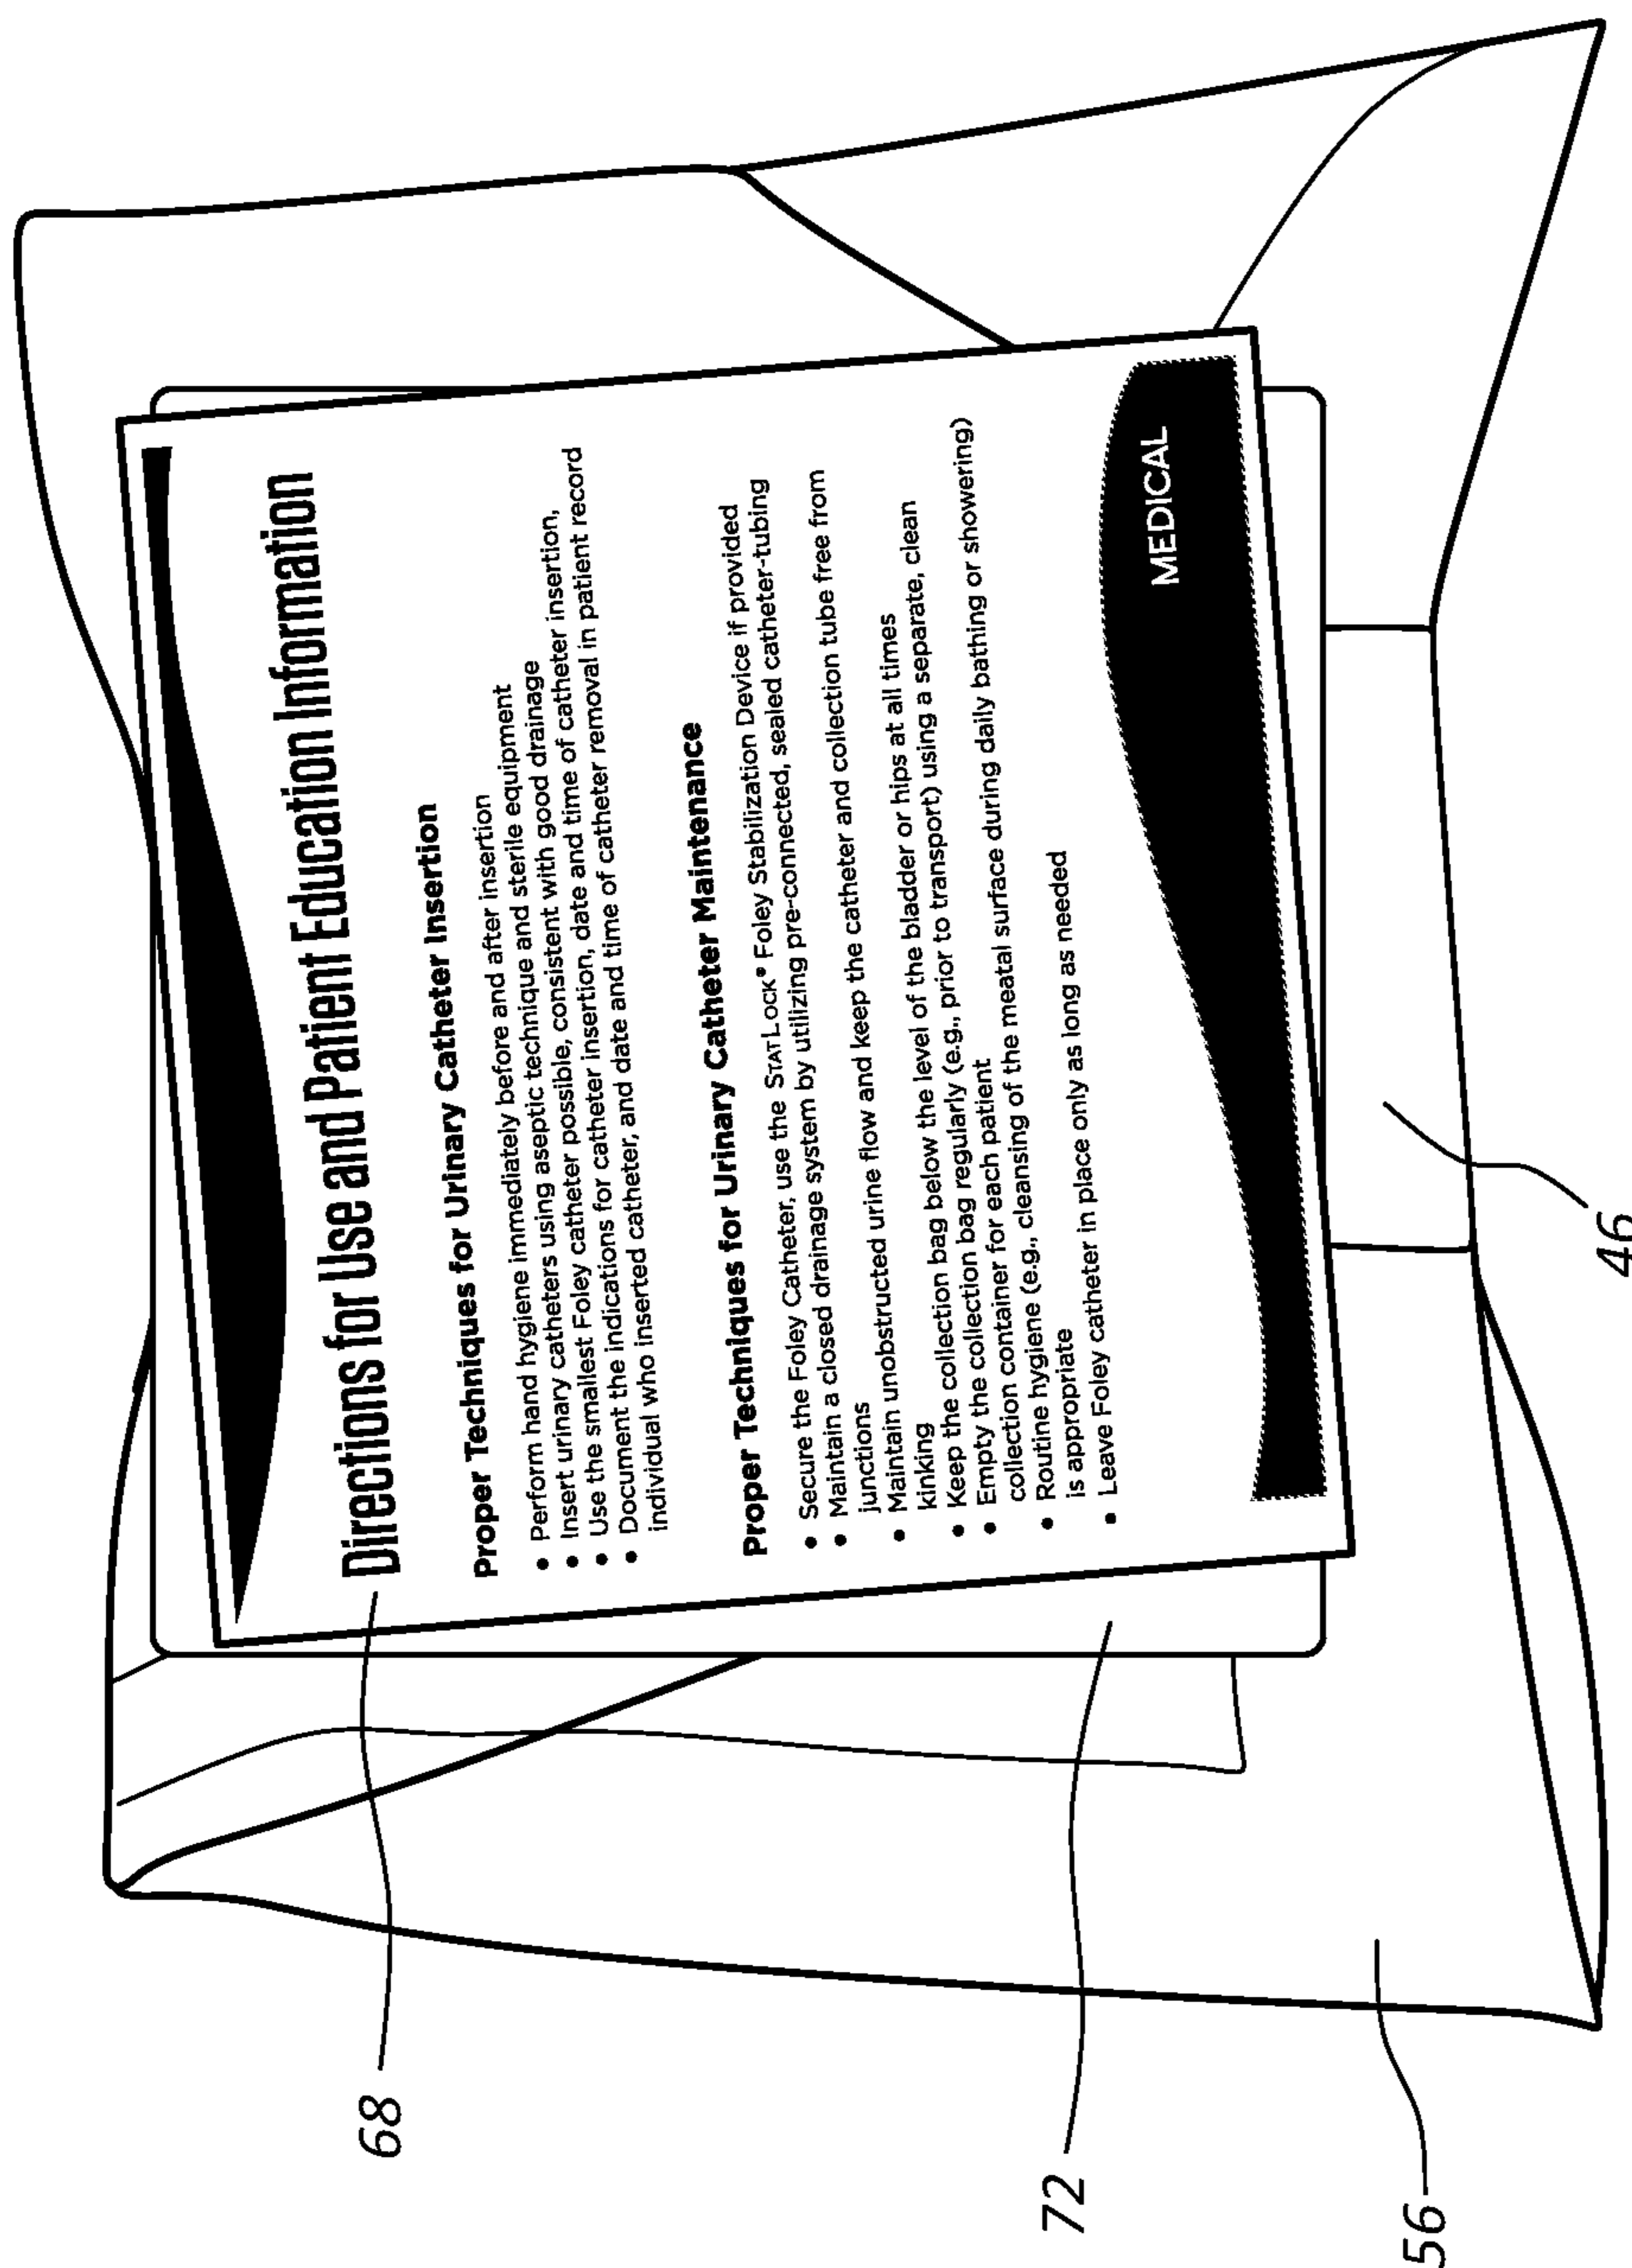 Directions for Use and Patient Education Information
Proper Techniques for Urinary Catheter Insertion
• Perform hand hygiene immediately before and after insertion
• Insert urinary catheters using aseptic technique and sterile equipment
• Use the smallest Foley catheter possible, consistent with good drainage
• Document the indications for catheter insertion, date and time of catheter insertion,
individual who inserted catheter, and date and time of catheter removal in patient record
Proper Techniques for Urinary Catheter Maintenance
• Secure the Foley Catheter, use the STATLOCK® Foley Stabilization Device if provided
• Maintain a closed drainage system by utilizing pre-connected, sealed catheter-tubing
junctions
• Maintain unobstructed urine flow and keep the catheter and collection tube free from
kinking
• Keep the collection bag below the level of the bladder or hips at all times
• Empty the collection bag regularly (e.g., prior to transport) using a separate, clean
collection container for each patient
• Routine hygiene (e.g., cleansing of the meatal surface during daily bathing or showering)
is appropriate
• Leave Foley catheter in place only as long as needed
MEDICAL
68
72
56
46